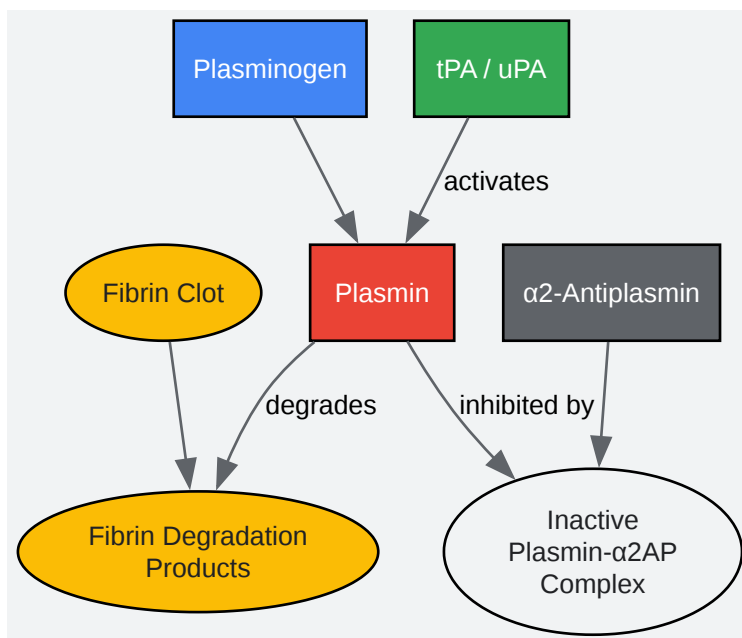 Plasminogen
tPA / uPA
activates
Fibrin Clot
Plasmin
α2-Antiplasmin
degrades
inhibited by
Fibrin Degradation
Products
Inactive
Plasmin-α2AP
Complex